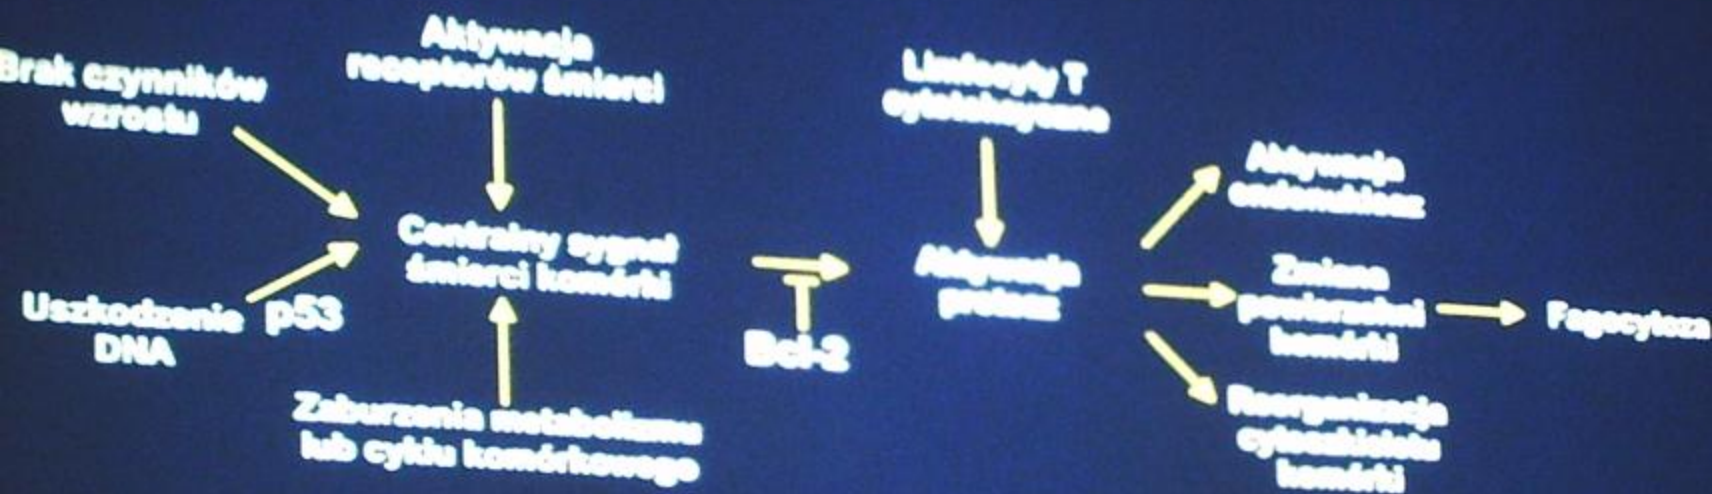 Brak czynników
wzrostu
Aktywacja
receptorów śmierci
Limfocyty T
cytotoksyczne
Centralny sygnał
śmierci komórki
Uszkodzenie p53
DNA
Zaburzenia metabolizmu
lub cyklu komórkowego
Bcl-2
Aktywacja
proteaz
Aktywacja
endonukleaz
Zmiana
powierzchni
komórki
Fagocytoza
Reorganizacja
cytoszkieletu
komórki